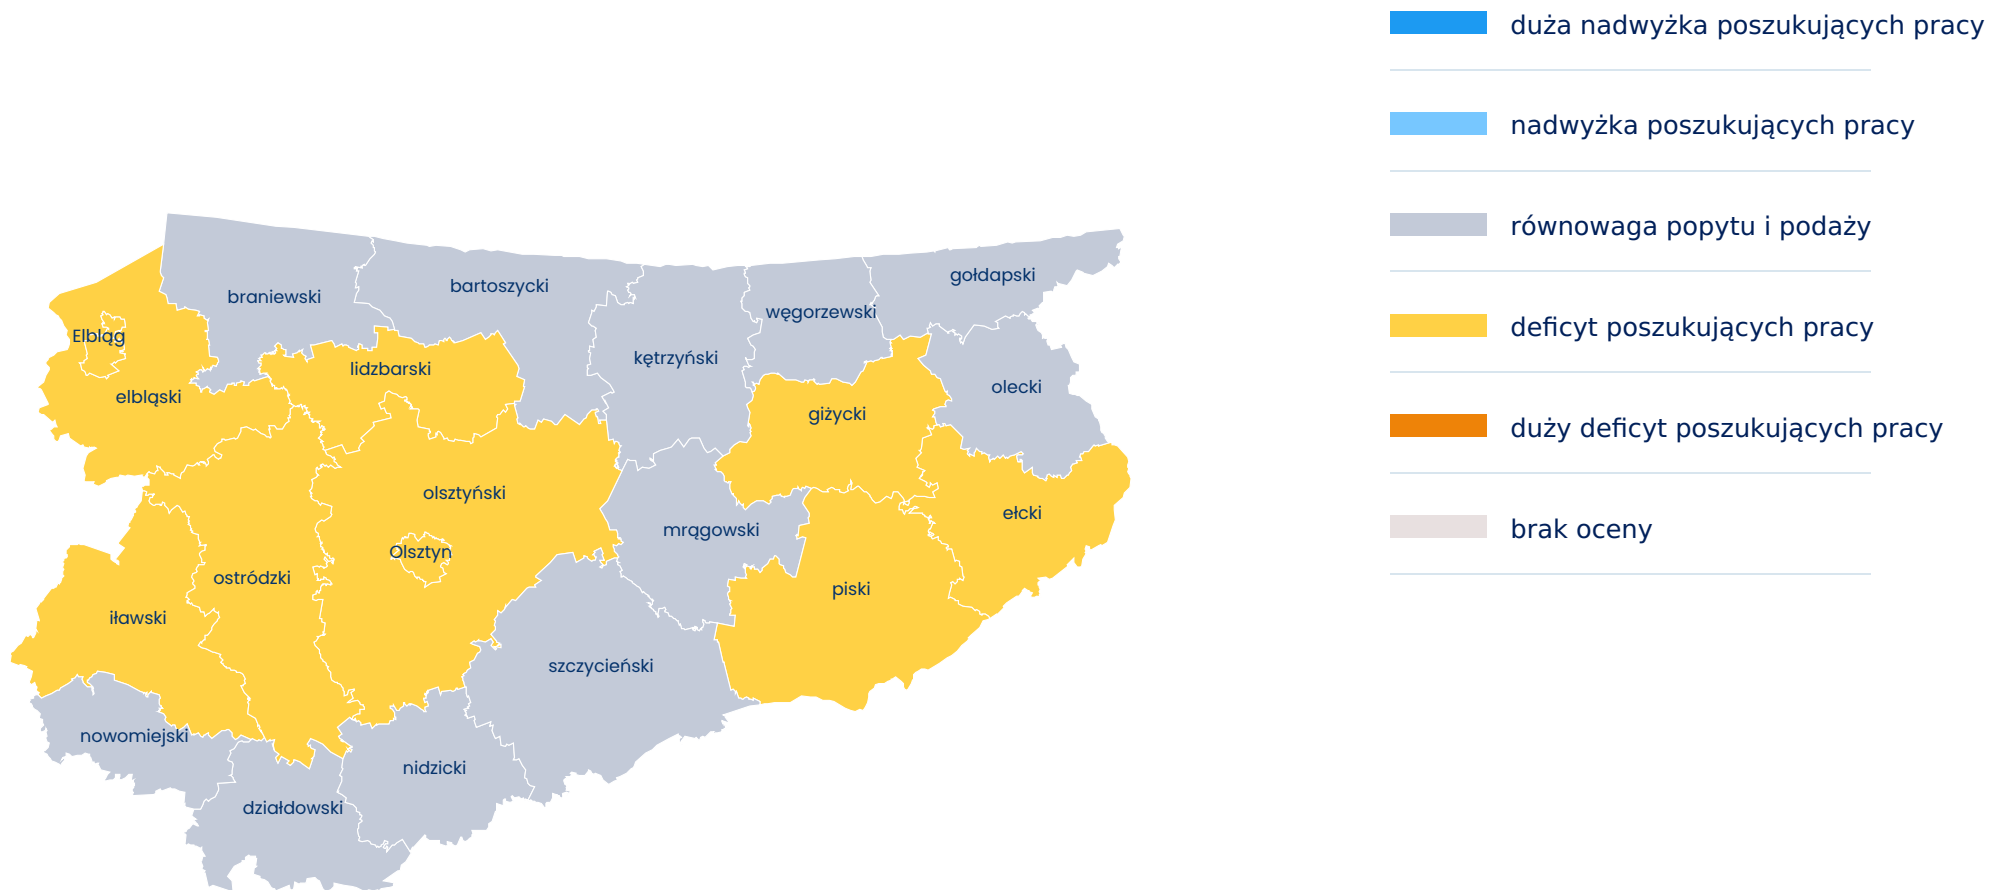 duża nadwyżka poszukujących pracy
nadwyżka poszukujących pracy
równowaga popytu i podaży
deficyt poszukujących pracy
duży deficyt poszukujących pracy
brak oceny
gołdapski
bartoszycki
braniewski
węgorzewski
Elbląg
kętrzyński
lidzbarski
olecki
elbląski
giżycki
olsztyński
ełcki
mrągowski
Olsztyn
ostródzki
piski
iławski
szczycieński
nowomiejski
nidzicki
działdowski